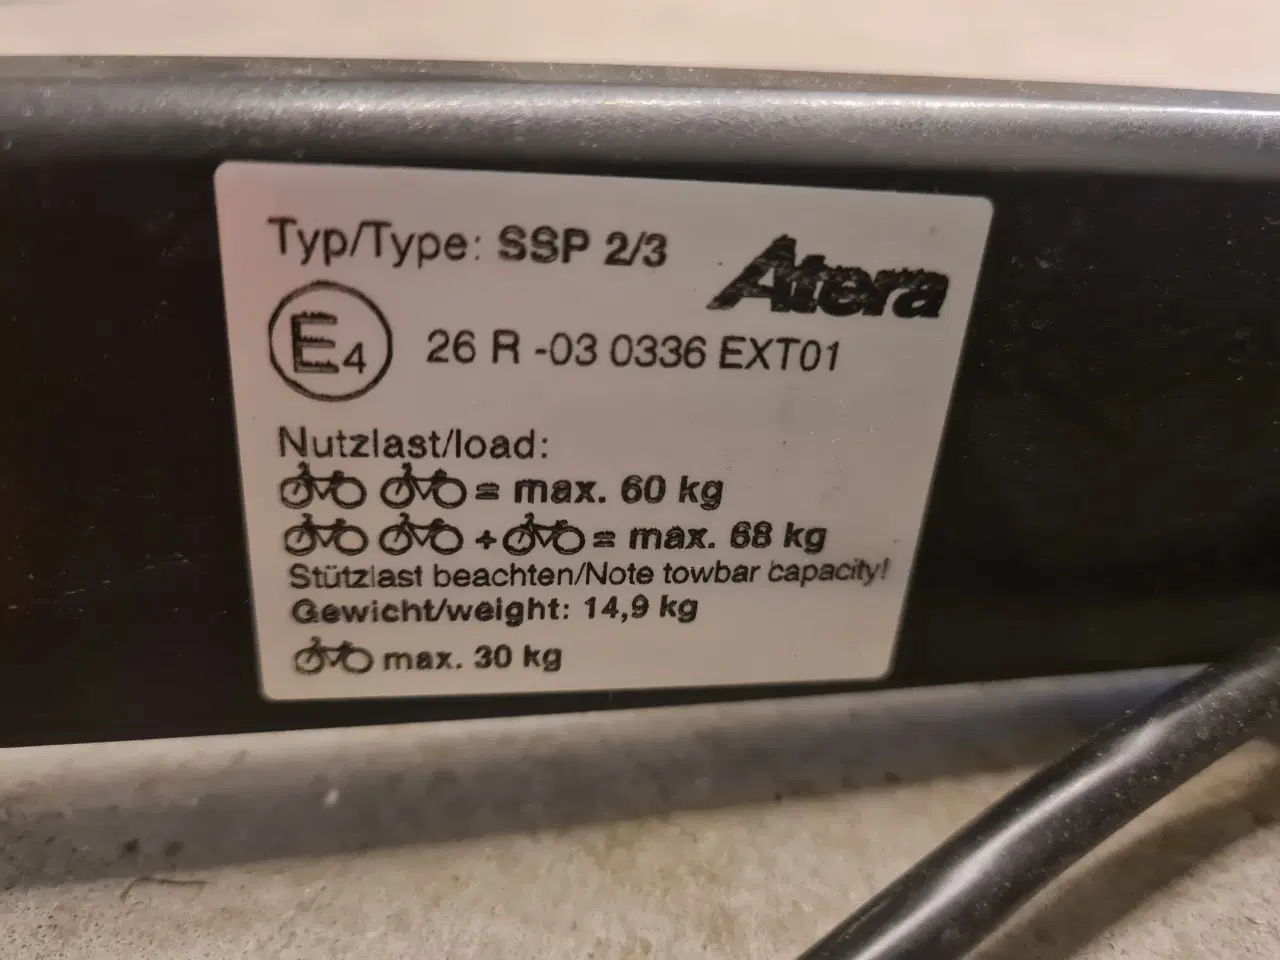 Typ/Type: SSP 2/3
Atera
E4 26 R -03 0336 EXT01
Nutzlast/load:
= max. 60 kg
+ = max. 68 kg
Stützlast beachten/Note towbar capacity!
Gewicht/weight: 14,9 kg
max. 30 kg